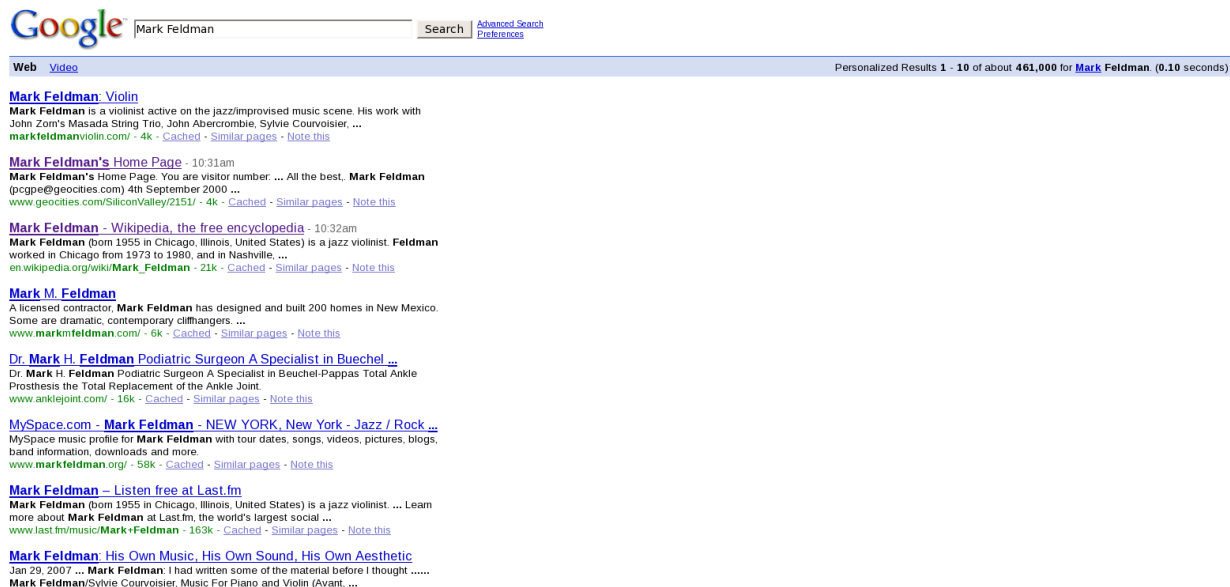 Google™ Mark Feldman Search Advanced Search
Preferences
Web Video Personalized Results 1 - 10 of about 461,000 for Mark Feldman. (0.10 seconds)
Mark Feldman: Violin
Mark Feldman is a violinist active on the jazz/improvised music scene. His work with
John Zorn's Masada String Trio, John Abercrombie, Sylvie Courvoisier, ...
markfeldmanviolin.com/ - 4k - Cached - Similar pages - Note this
Mark Feldman's Home Page - 10:31am
Mark Feldman's Home Page. You are visitor number: ... All the best,. Mark Feldman
(pcgpe@geocities.com) 4th September 2000 ...
www.geocities.com/SiliconValley/2151/ - 4k - Cached - Similar pages - Note this
Mark Feldman - Wikipedia, the free encyclopedia - 10:32am
Mark Feldman (born 1955 in Chicago, Illinois, United States) is a jazz violinist. Feldman
worked in Chicago from 1973 to 1980, and in Nashville, ...
en.wikipedia.org/wiki/Mark_Feldman - 21k - Cached - Similar pages - Note this
Mark M. Feldman
A licensed contractor, Mark Feldman has designed and built 200 homes in New Mexico.
Some are dramatic, contemporary cliffhangers. ...
www.markmfeldman.com/ - 6k - Cached - Similar pages - Note this
Dr. Mark H. Feldman Podiatric Surgeon A Specialist in Buechel ...
Dr. Mark H. Feldman Podiatric Surgeon A Specialist in Beuchel-Pappas Total Ankle
Prosthesis the Total Replacement of the Ankle Joint.
www.anklejoint.com/ - 16k - Cached - Similar pages - Note this
MySpace.com - Mark Feldman - NEW YORK, New York - Jazz / Rock ...
MySpace music profile for Mark Feldman with tour dates, songs, videos, pictures, blogs,
band information, downloads and more.
www.markfeldman.org/ - 58k - Cached - Similar pages - Note this
Mark Feldman – Listen free at Last.fm
Mark Feldman (born 1955 in Chicago, Illinois, United States) is a jazz violinist. ... Learn
more about Mark Feldman at Last.fm, the world's largest social ...
www.last.fm/music/Mark+Feldman - 163k - Cached - Similar pages - Note this
Mark Feldman: His Own Music, His Own Sound, His Own Aesthetic
Jan 29, 2007 ... Mark Feldman: I had written some of the material before I thought ......
Mark Feldman/Sylvie Courvoisier, Music For Piano and Violin (Avant, ...